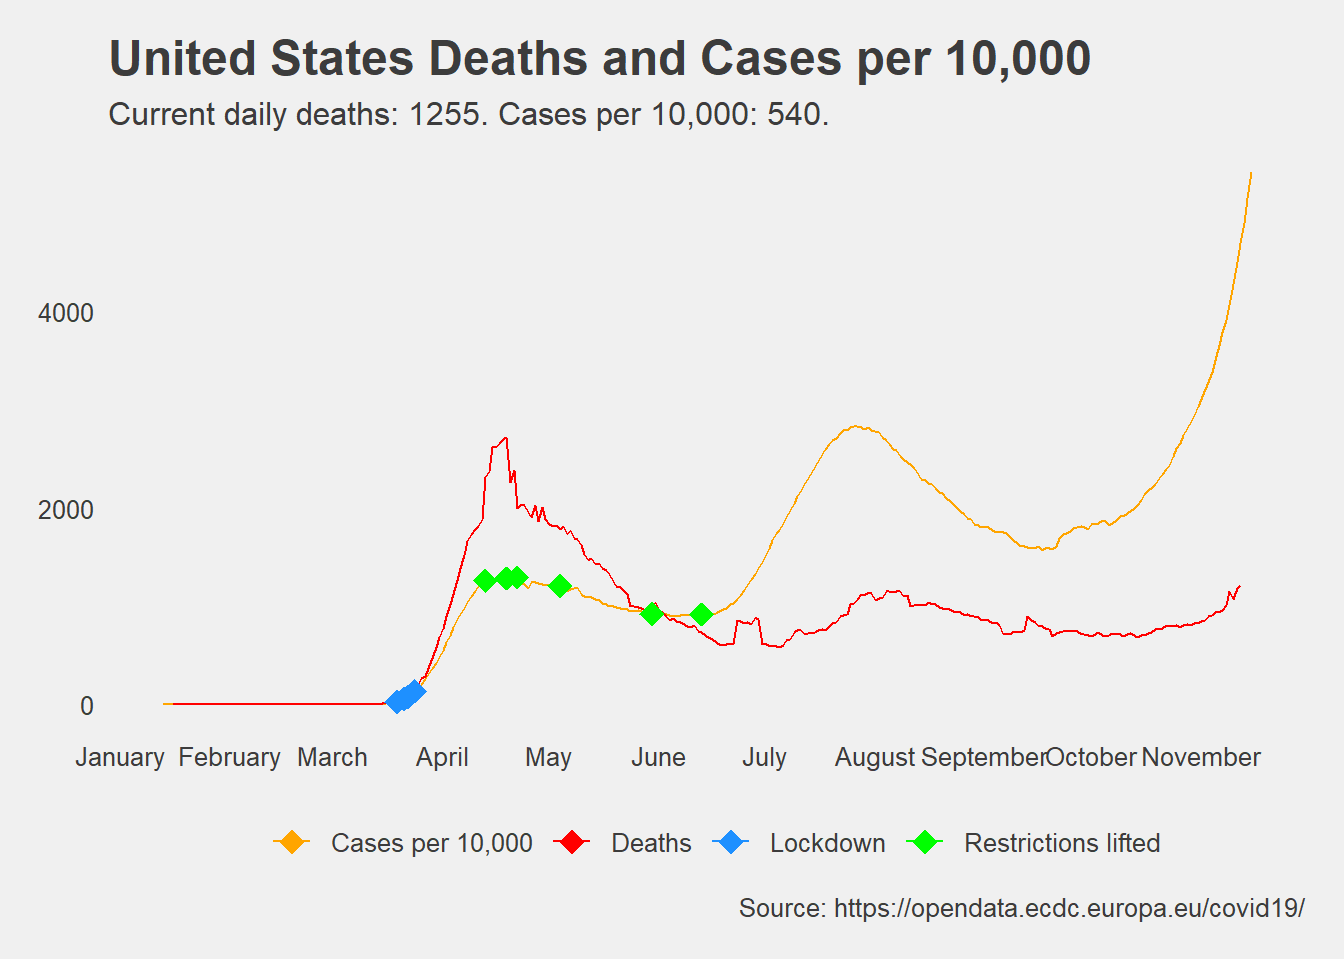 United States Deaths and Cases per 10,000
Current daily deaths: 1255. Cases per 10,000: 540.
4000
2000
0
January February March April May June July August September October November
Cases per 10,000 Deaths Lockdown Restrictions lifted
Source: https://opendata.ecdc.europa.eu/covid19/